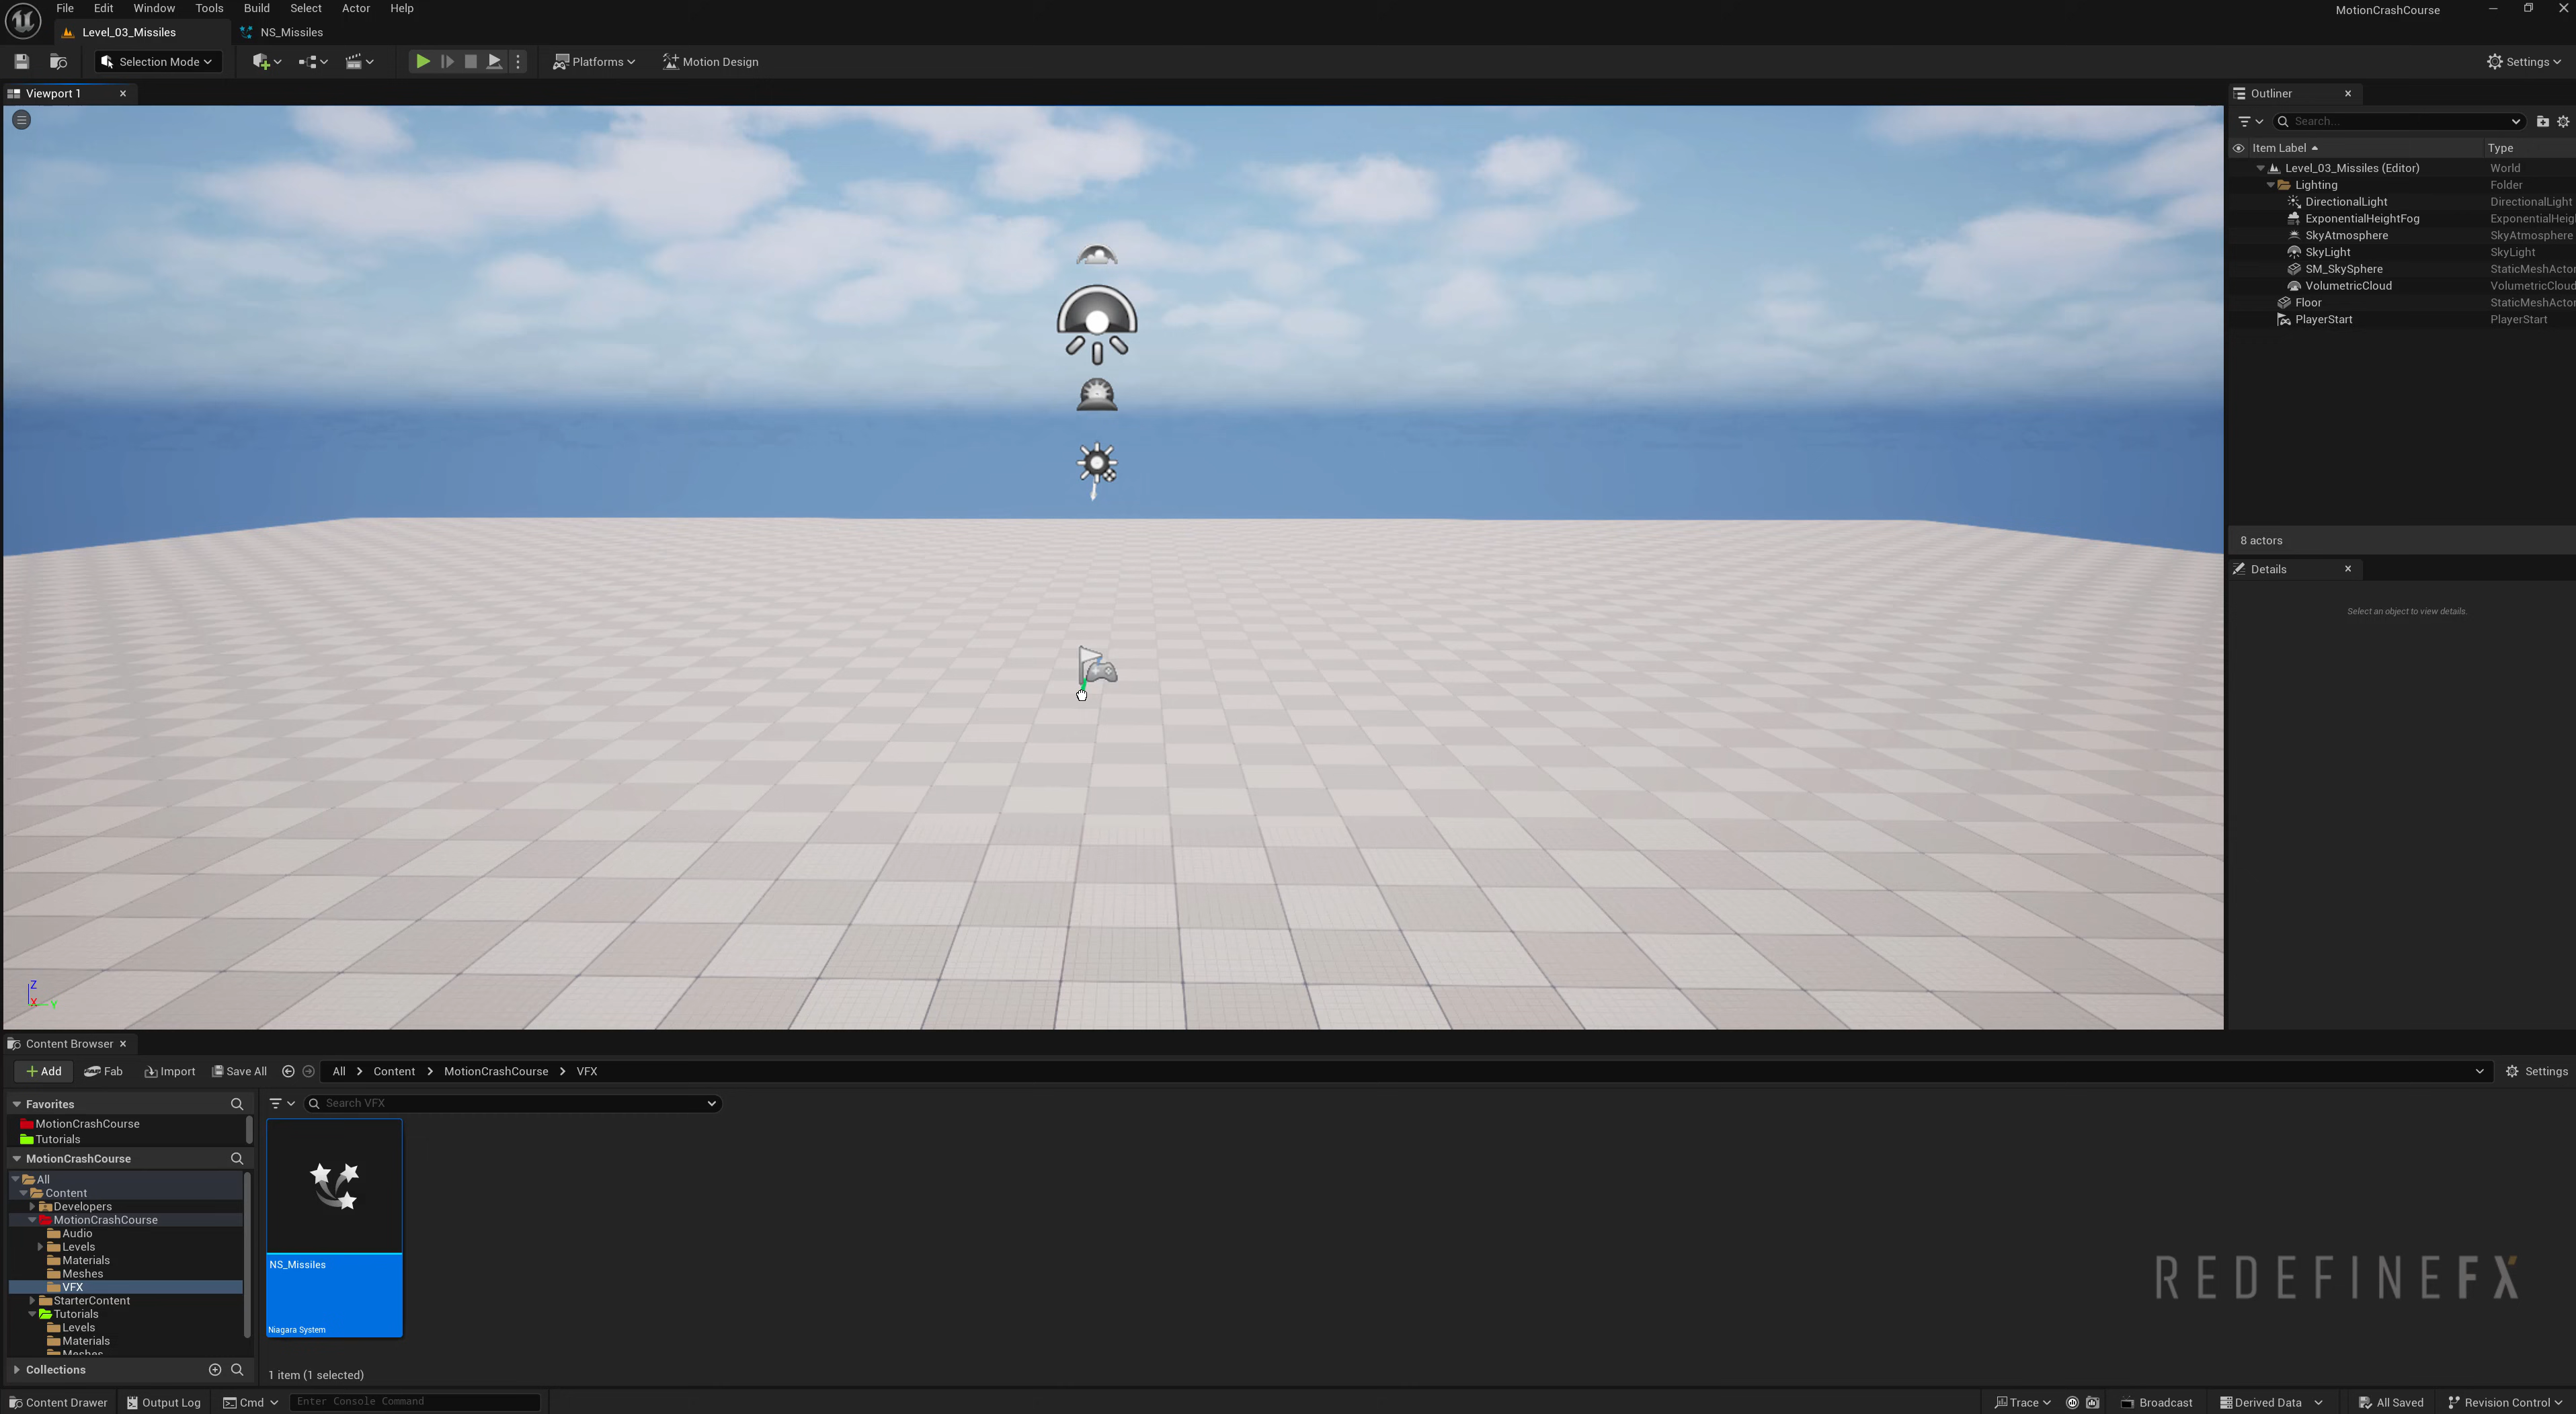 File Edit Window Tools Build Select Actor Help
MotionCrashCourse
Level_03_Missiles
NS_Missiles
Selection Mode
Platforms
Motion Design
Settings
Viewport 1
Outliner
Search...
Item Label
Type
Level_03_Missiles (Editor) World
Lighting Folder
DirectionalLight DirectionalLight
ExponentialHeightFog ExponentialHeig
SkyAtmosphere SkyAtmosphere
SkyLight SkyLight
SM_SkySphere StaticMeshActo
VolumetricCloud VolumetricCloud
Floor StaticMeshActo
PlayerStart PlayerStart
8 actors
Details
Select an object to view details.
Z
X Y
Content Browser
Add Fab Import Save All All Content MotionCrashCourse VFX Settings
Favorites
Search VFX
MotionCrashCourse
Tutorials
MotionCrashCourse
All
Content
Developers
MotionCrashCourse
Audio
Levels
Materials
Meshes
VFX
StarterContent
Tutorials
Levels
Materials
Meshes
Collections
NS_Missiles
Niagara System
1 item (1 selected)
REDEFINEFX
Content Drawer Output Log Cmd Enter Console Command Trace Broadcast Derived Data All Saved Revision Control